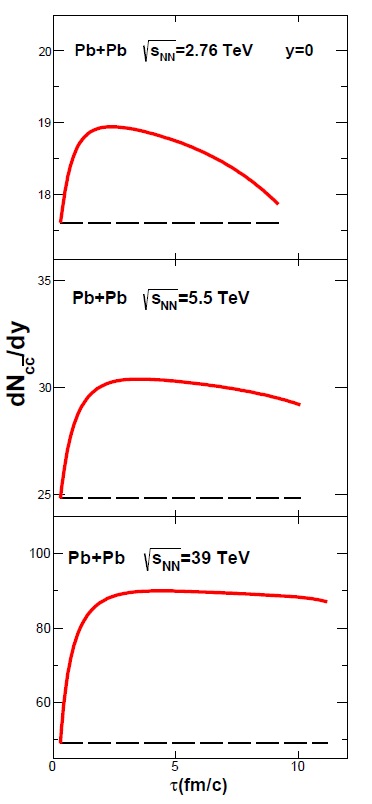 Pb+Pb √sNN=2.76 TeV y=0
20
19
18
Pb+Pb √sNN=5.5 TeV
35
30
25
dNcc̅/dy
Pb+Pb √sNN=39 TeV
100
80
60
0 5 10
τ(fm/c)